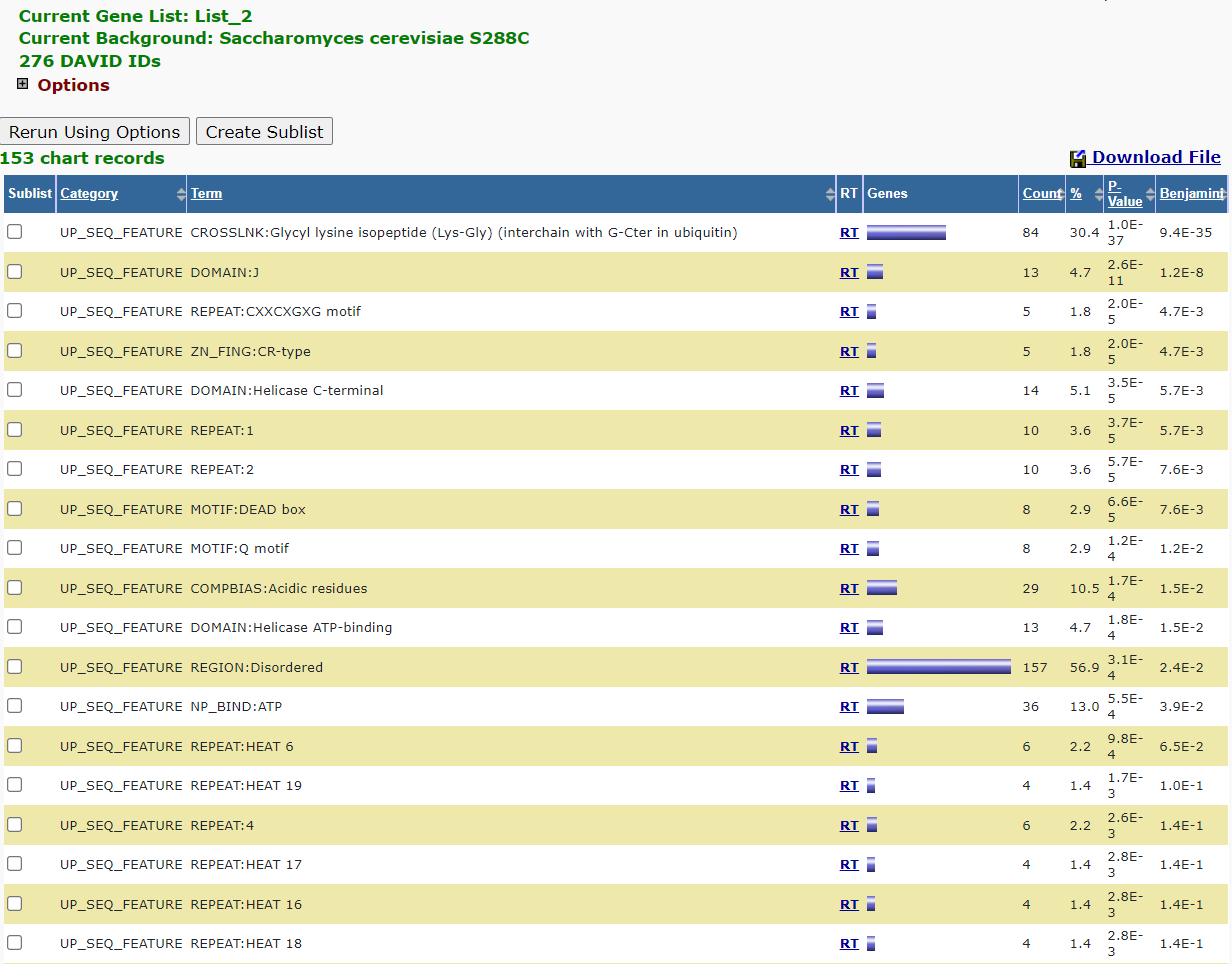 Current Gene List: List_2
Current Background: Saccharomyces cerevisiae S288C
276 DAVID IDs
Options
Rerun Using Options Create Sublist
153 chart records Download File
Sublist Category Term RT Genes Count % P-Value Benjamini
UP_SEQ_FEATURE CROSSLNK:Glycyl lysine isopeptide (Lys-Gly) (interchain with G-Cter in ubiquitin) RT 84 30.4 1.0E-37 9.4E-35
UP_SEQ_FEATURE DOMAIN:J RT 13 4.7 2.6E-11 1.2E-8
UP_SEQ_FEATURE REPEAT:CXXCXGXG motif RT 5 1.8 2.0E-5 4.7E-3
UP_SEQ_FEATURE ZN_FING:CR-type RT 5 1.8 2.0E-5 4.7E-3
UP_SEQ_FEATURE DOMAIN:Helicase C-terminal RT 14 5.1 3.5E-5 5.7E-3
UP_SEQ_FEATURE REPEAT:1 RT 10 3.6 3.7E-5 5.7E-3
UP_SEQ_FEATURE REPEAT:2 RT 10 3.6 5.7E-5 7.6E-3
UP_SEQ_FEATURE MOTIF:DEAD box RT 8 2.9 6.6E-5 7.6E-3
UP_SEQ_FEATURE MOTIF:Q motif RT 8 2.9 1.2E-4 1.2E-2
UP_SEQ_FEATURE COMPBIAS:Acidic residues RT 29 10.5 1.7E-4 1.5E-2
UP_SEQ_FEATURE DOMAIN:Helicase ATP-binding RT 13 4.7 1.8E-4 1.5E-2
UP_SEQ_FEATURE REGION:Disordered RT 157 56.9 3.1E-4 2.4E-2
UP_SEQ_FEATURE NP_BIND:ATP RT 36 13.0 5.5E-4 3.9E-2
UP_SEQ_FEATURE REPEAT:HEAT 6 RT 6 2.2 9.8E-4 6.5E-2
UP_SEQ_FEATURE REPEAT:HEAT 19 RT 4 1.4 1.7E-3 1.0E-1
UP_SEQ_FEATURE REPEAT:4 RT 6 2.2 2.6E-3 1.4E-1
UP_SEQ_FEATURE REPEAT:HEAT 17 RT 4 1.4 2.8E-3 1.4E-1
UP_SEQ_FEATURE REPEAT:HEAT 16 RT 4 1.4 2.8E-3 1.4E-1
UP_SEQ_FEATURE REPEAT:HEAT 18 RT 4 1.4 2.8E-3 1.4E-1